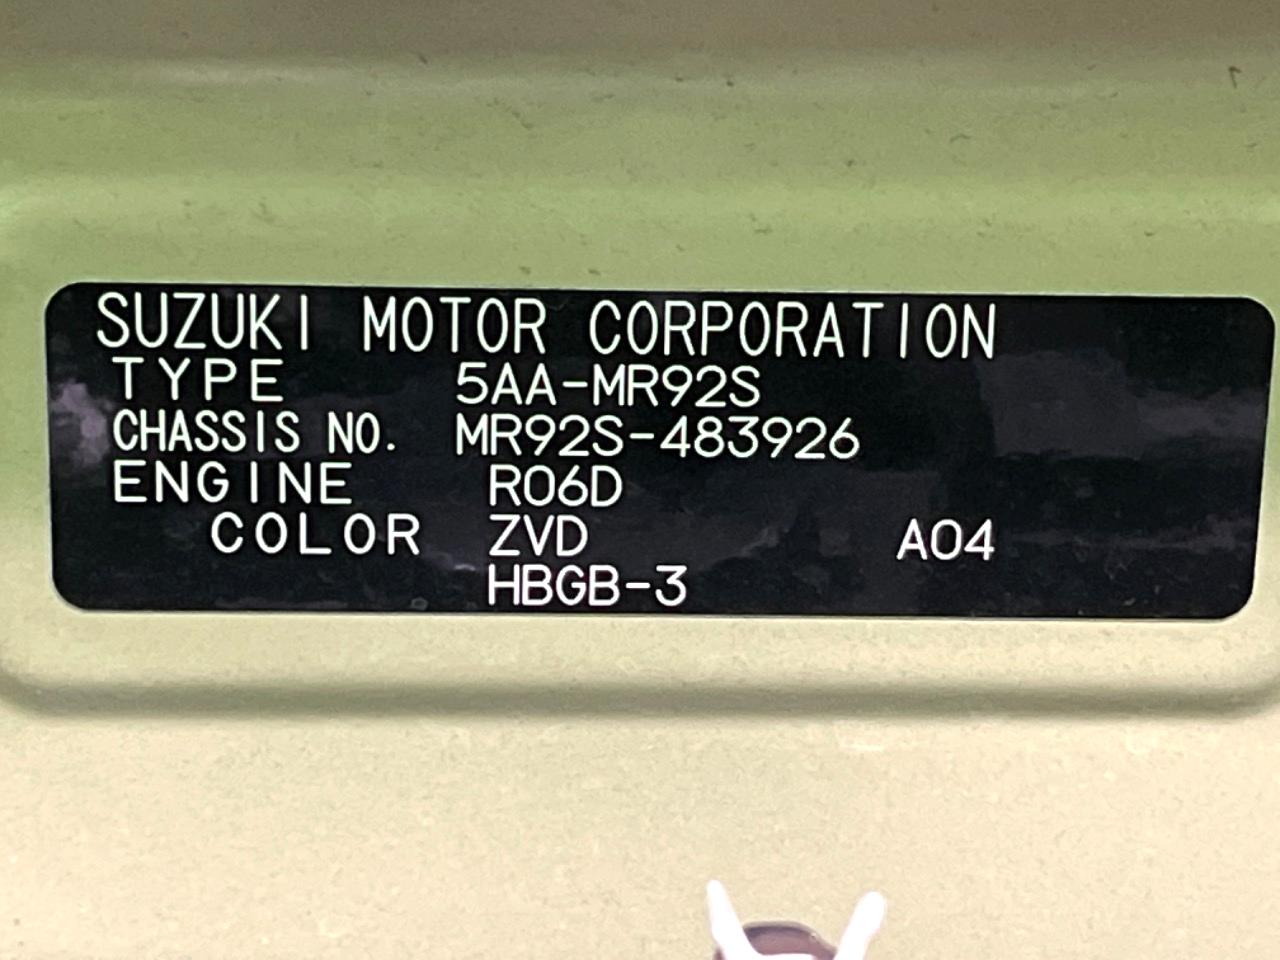 SUZUKI MOTOR CORPORATION
TYPE 5AA-MR92S
CHASSIS NO. MR92S-483926
ENGINE R06D
COLOR ZVD A04
HBGB-3